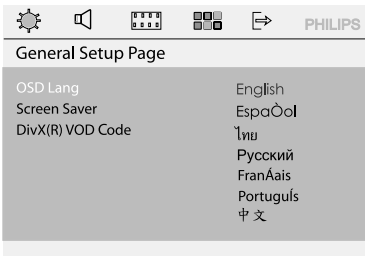 PHILIPS
General Setup Page
OSD Lang
Screen Saver
DivX(R) VOD Code
English
EspaÒol
ไทย
Русский
FranÁais
PortuguÍs
中文